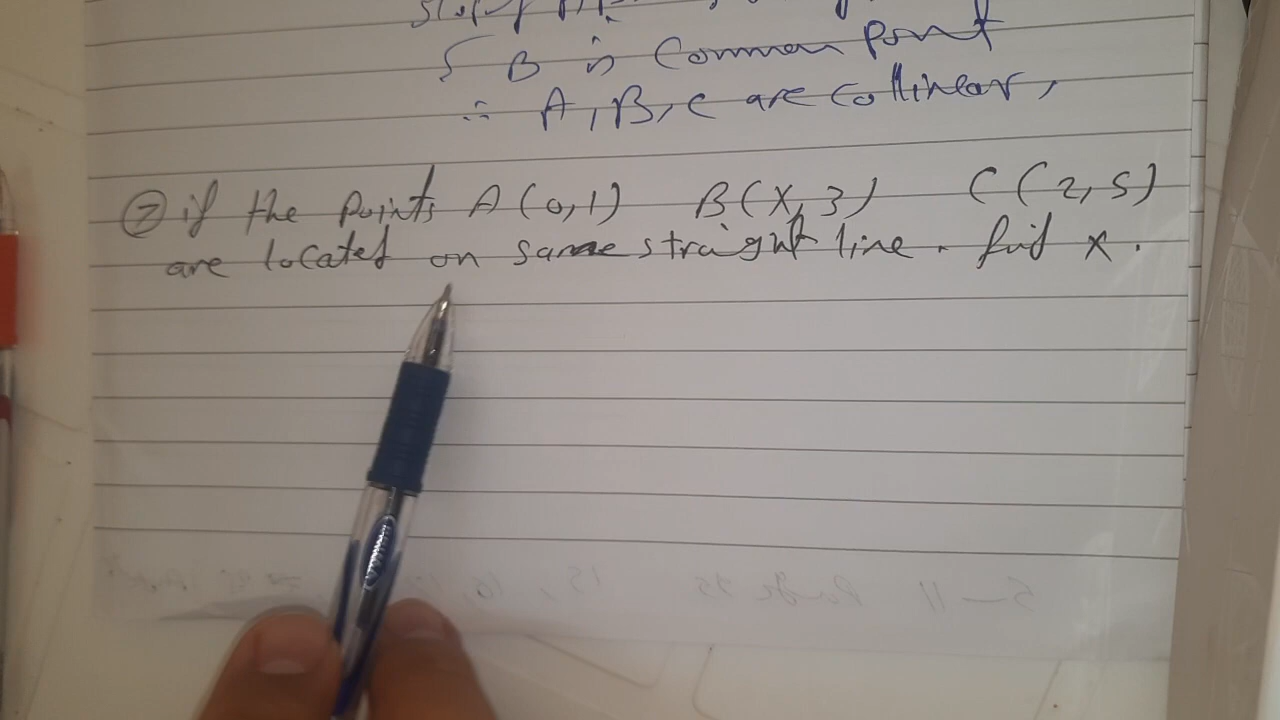 B is common point
∴ A, B, C are collinear,
② if the points A(0,1) B(X,3) C(2,5)
are located on same straight line. find x.